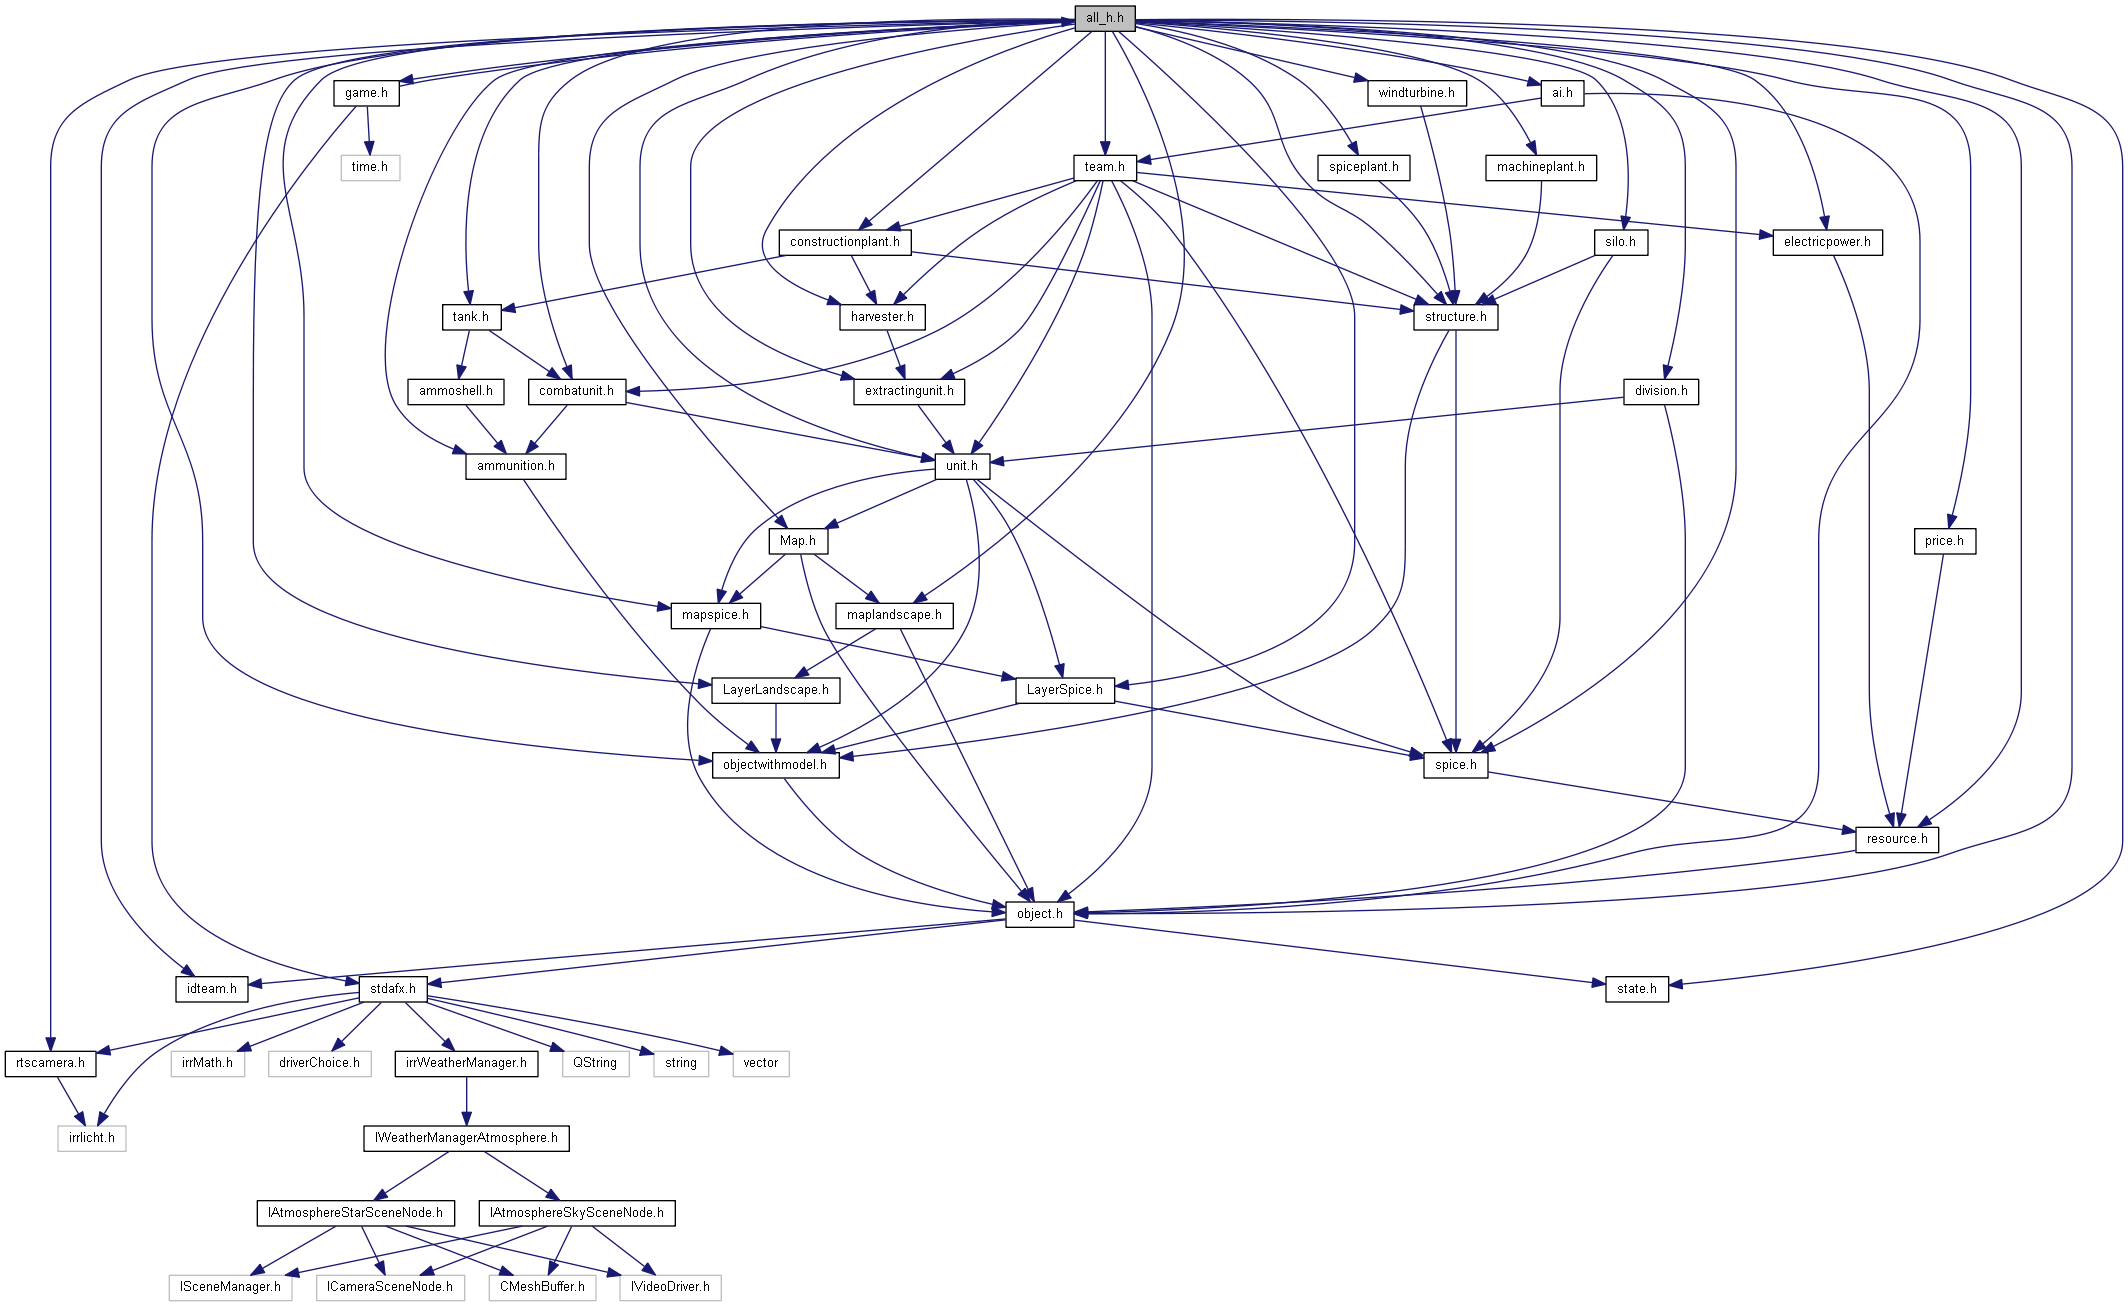 all_h.h
game.h
windturbine.h
ai.h
time.h
team.h
spiceplant.h
machineplant.h
constructionplant.h
silo.h
electricpower.h
tank.h
harvester.h
structure.h
ammoshell.h
combatunit.h
extractingunit.h
division.h
ammunition.h
unit.h
Map.h
price.h
mapspice.h
maplandscape.h
LayerLandscape.h
LayerSpice.h
objectwithmodel.h
spice.h
resource.h
object.h
idteam.h
stdafx.h
state.h
rtscamera.h
irrMath.h
driverChoice.h
irrWeatherManager.h
QString
string
vector
irrlicht.h
IWeatherManagerAtmosphere.h
IAtmosphereStarSceneNode.h
IAtmosphereSkySceneNode.h
ISceneManager.h
ICameraSceneNode.h
CMeshBuffer.h
IVideoDriver.h